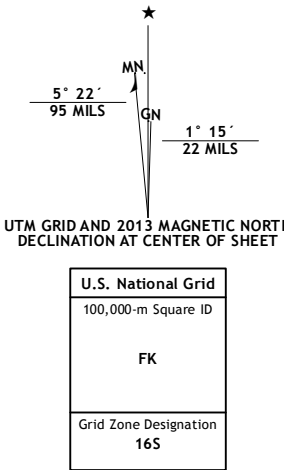 ★
MN.
5° 22´
95 MILS
GN
1° 15´
22 MILS
UTM GRID AND 2013 MAGNETIC NORTH
DECLINATION AT CENTER OF SHEET
U.S. National Grid
100,000-m Square ID
FK
Grid Zone Designation
16S